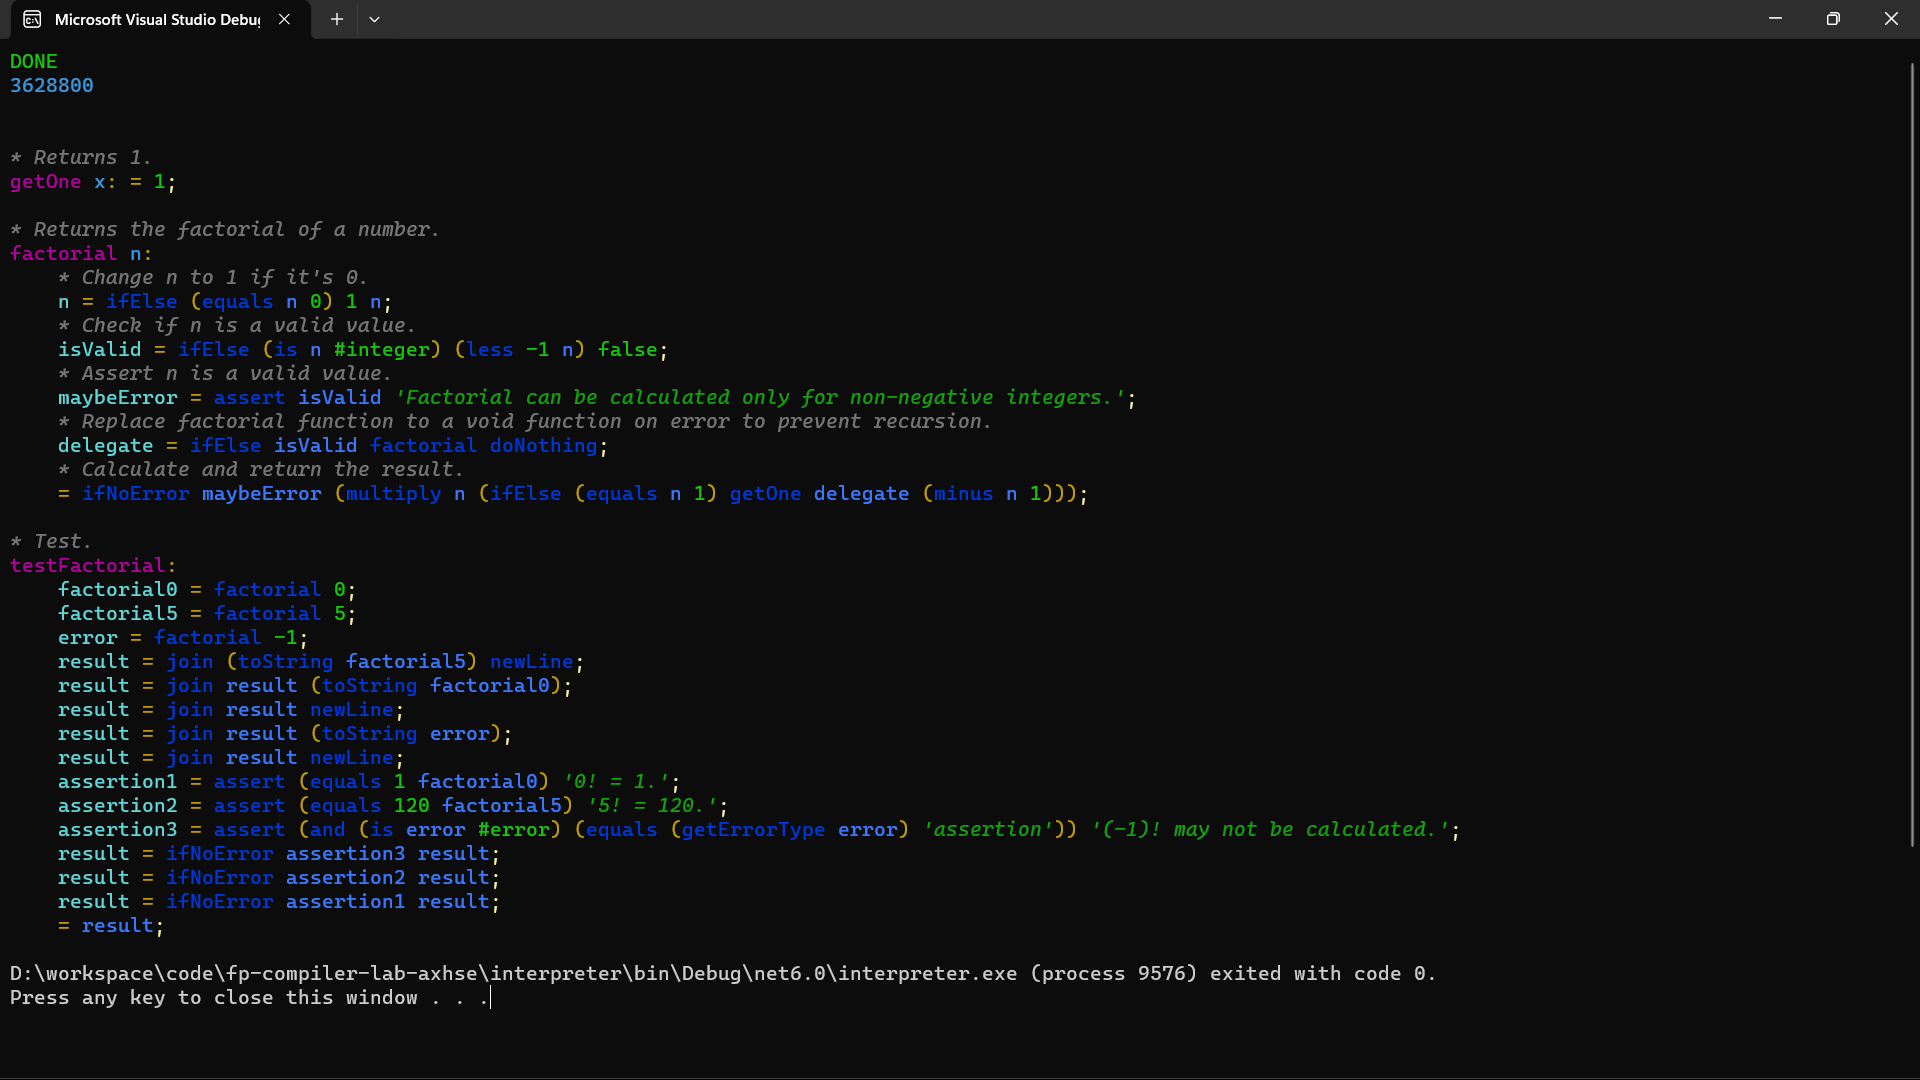 Microsoft Visual Studio Debug
DONE
3628800
* Returns 1.
getOne x: = 1;
* Returns the factorial of a number.
factorial n:
* Change n to 1 if it's 0.
n = ifElse (equals n 0) 1 n;
* Check if n is a valid value.
isValid = ifElse (is n #integer) (less -1 n) false;
* Assert n is a valid value.
maybeError = assert isValid 'Factorial can be calculated only for non-negative integers.';
* Replace factorial function to a void function on error to prevent recursion.
delegate = ifElse isValid factorial doNothing;
* Calculate and return the result.
= ifNoError maybeError (multiply n (ifElse (equals n 1) getOne delegate (minus n 1)));
* Test.
testFactorial:
factorial0 = factorial 0;
factorial5 = factorial 5;
error = factorial -1;
result = join (toString factorial5) newLine;
result = join result (toString factorial0);
result = join result newLine;
result = join result (toString error);
result = join result newLine;
assertion1 = assert (equals 1 factorial0) '0! = 1.';
assertion2 = assert (equals 120 factorial5) '5! = 120.';
assertion3 = assert (and (is error #error) (equals (getErrorType error) 'assertion')) '(-1)! may not be calculated.';
result = ifNoError assertion3 result;
result = ifNoError assertion2 result;
result = ifNoError assertion1 result;
= result;
D:\workspace\code\fp-compiler-lab-axhse\interpreter\bin\Debug\net6.0\interpreter.exe (process 9576) exited with code 0.
Press any key to close this window . . .